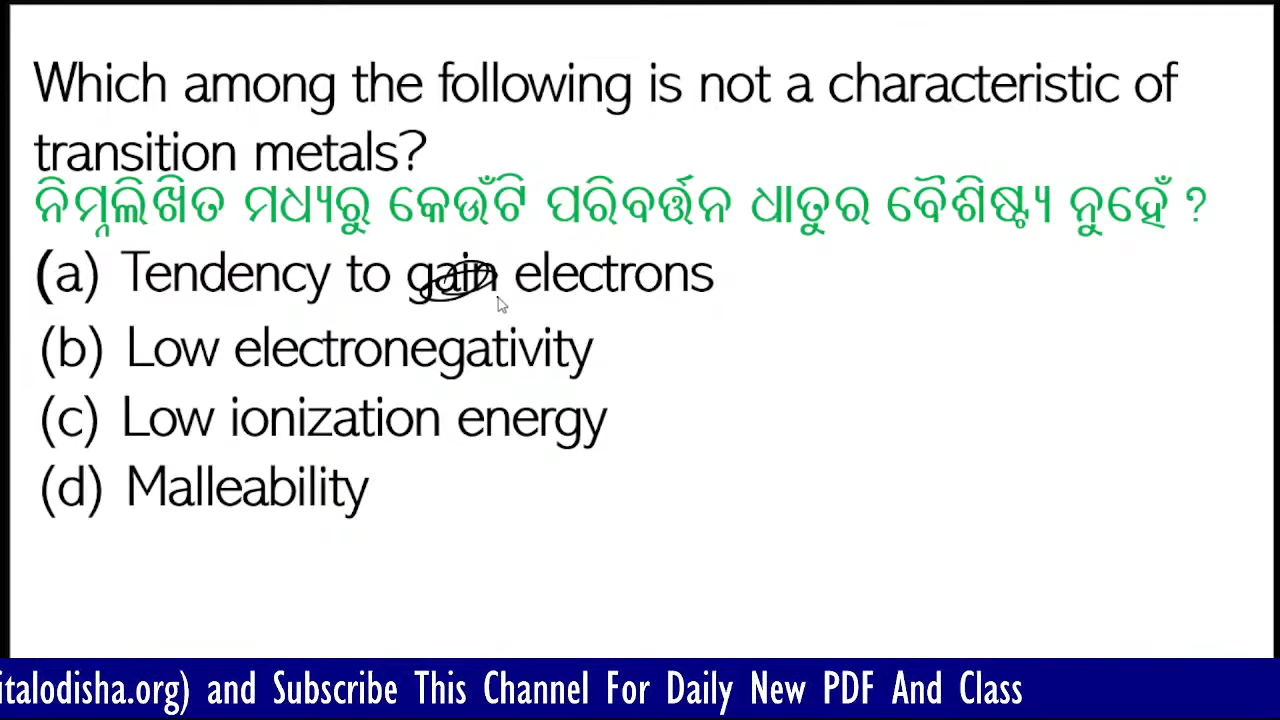 Which among the following is not a characteristic of
transition metals?
ନିମ୍ନଲିଖିତ ମଧ୍ୟରୁ କେଉଁଟି ପରିବର୍ତ୍ତନ ଧାତୁର ବୈଶିଷ୍ଟ୍ୟ ନୁହେଁ ?
(a) Tendency to gain electrons
(b) Low electronegativity
(c) Low ionization energy
(d) Malleability
italodisha.org) and Subscribe This Channel For Daily New PDF And Class